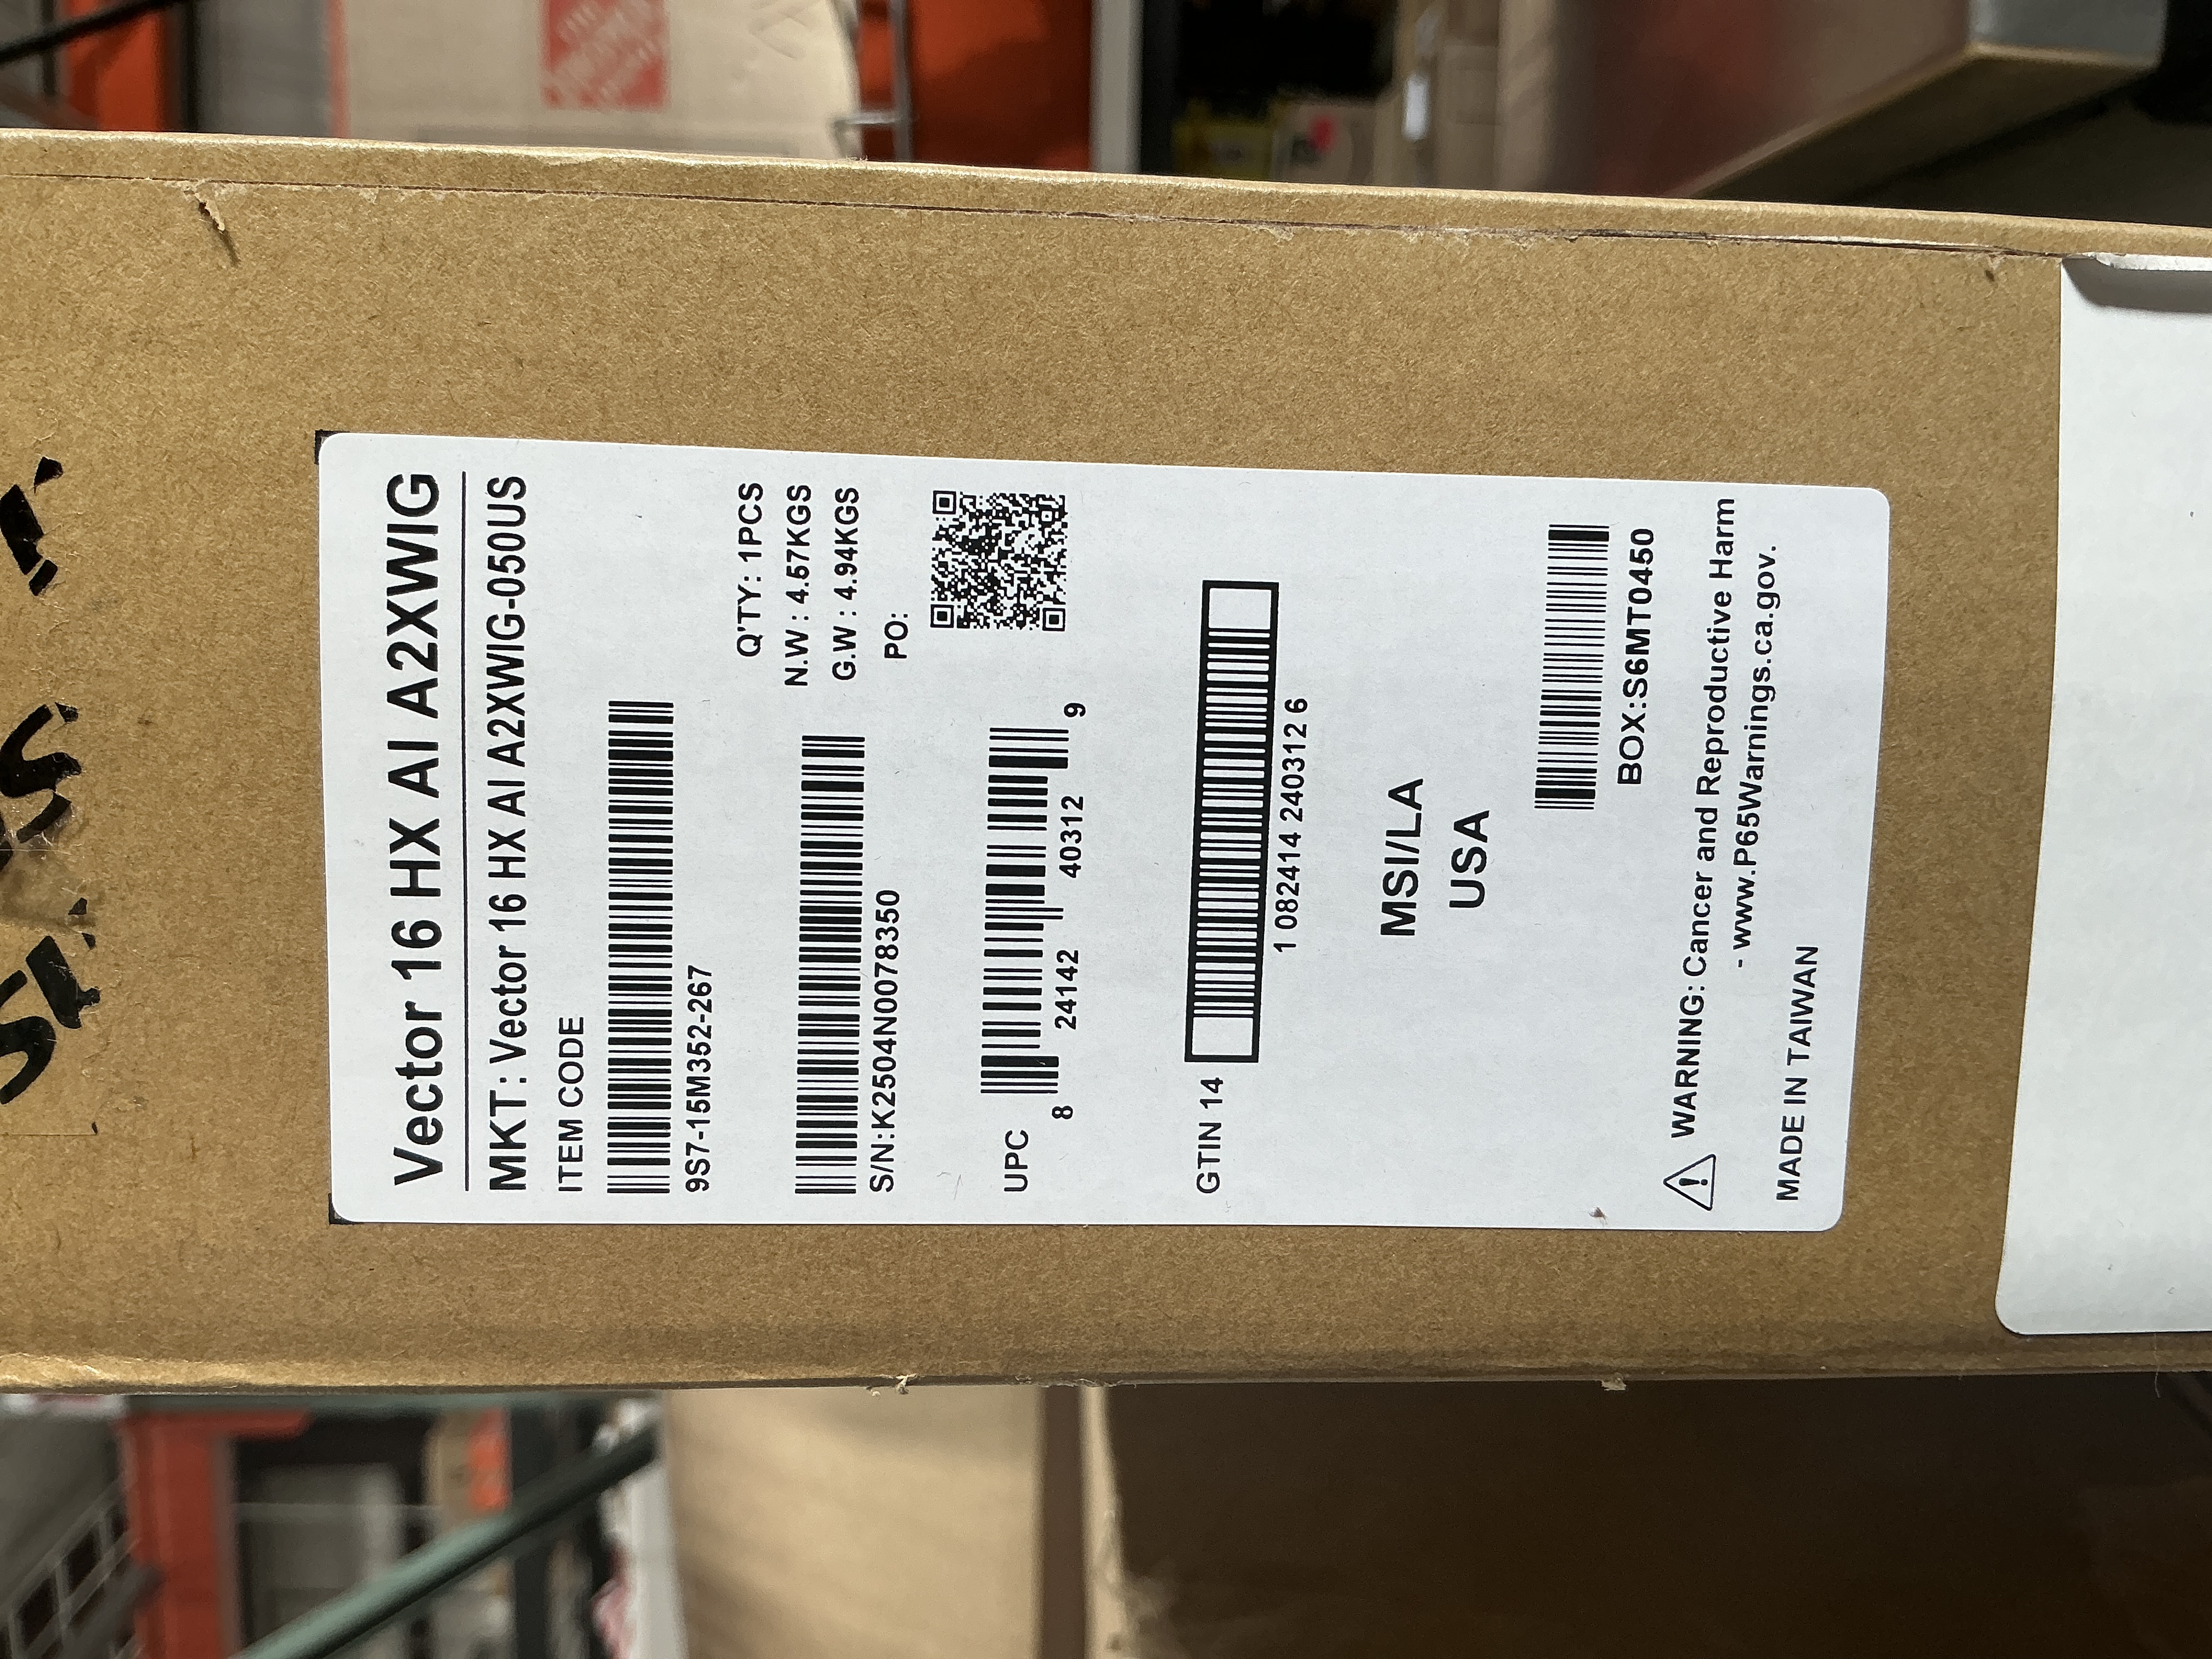 Vector 16 HX AI A2XWIG
MKT: Vector 16 HX AI A2XWIG-050US
ITEM CODE
9S7-15M352-267
Q'TY: 1PCS
N.W : 4.57KGS
G.W : 4.94KGS
PO:
S/N:K2504N0078350
UPC
8 24142 40312 9
GTIN 14
1 082414 240312 6
MSI/LA
USA
BOX:S6MT0450
WARNING: Cancer and Reproductive Harm
- www.P65Warnings.ca.gov.
MADE IN TAIWAN